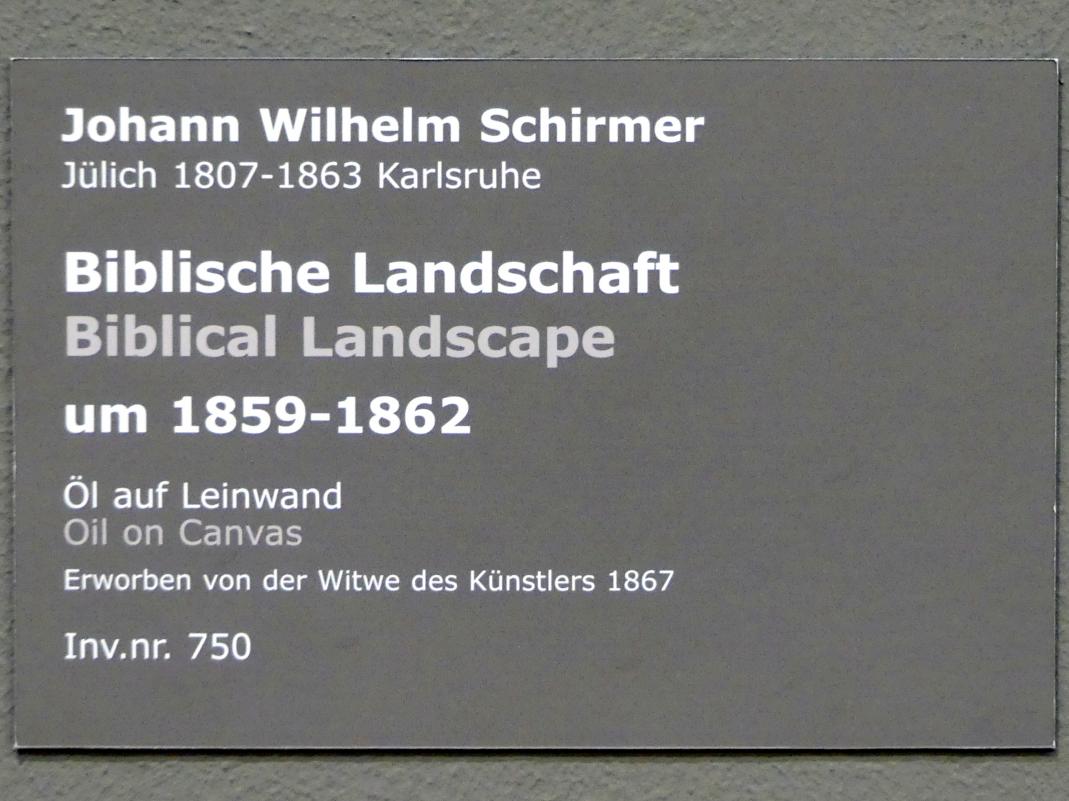 Johann Wilhelm Schirmer
Jülich 1807-1863 Karlsruhe
Biblische Landschaft
Biblical Landscape
um 1859-1862
Öl auf Leinwand
Oil on Canvas
Erworben von der Witwe des Künstlers 1867
Inv.nr. 750